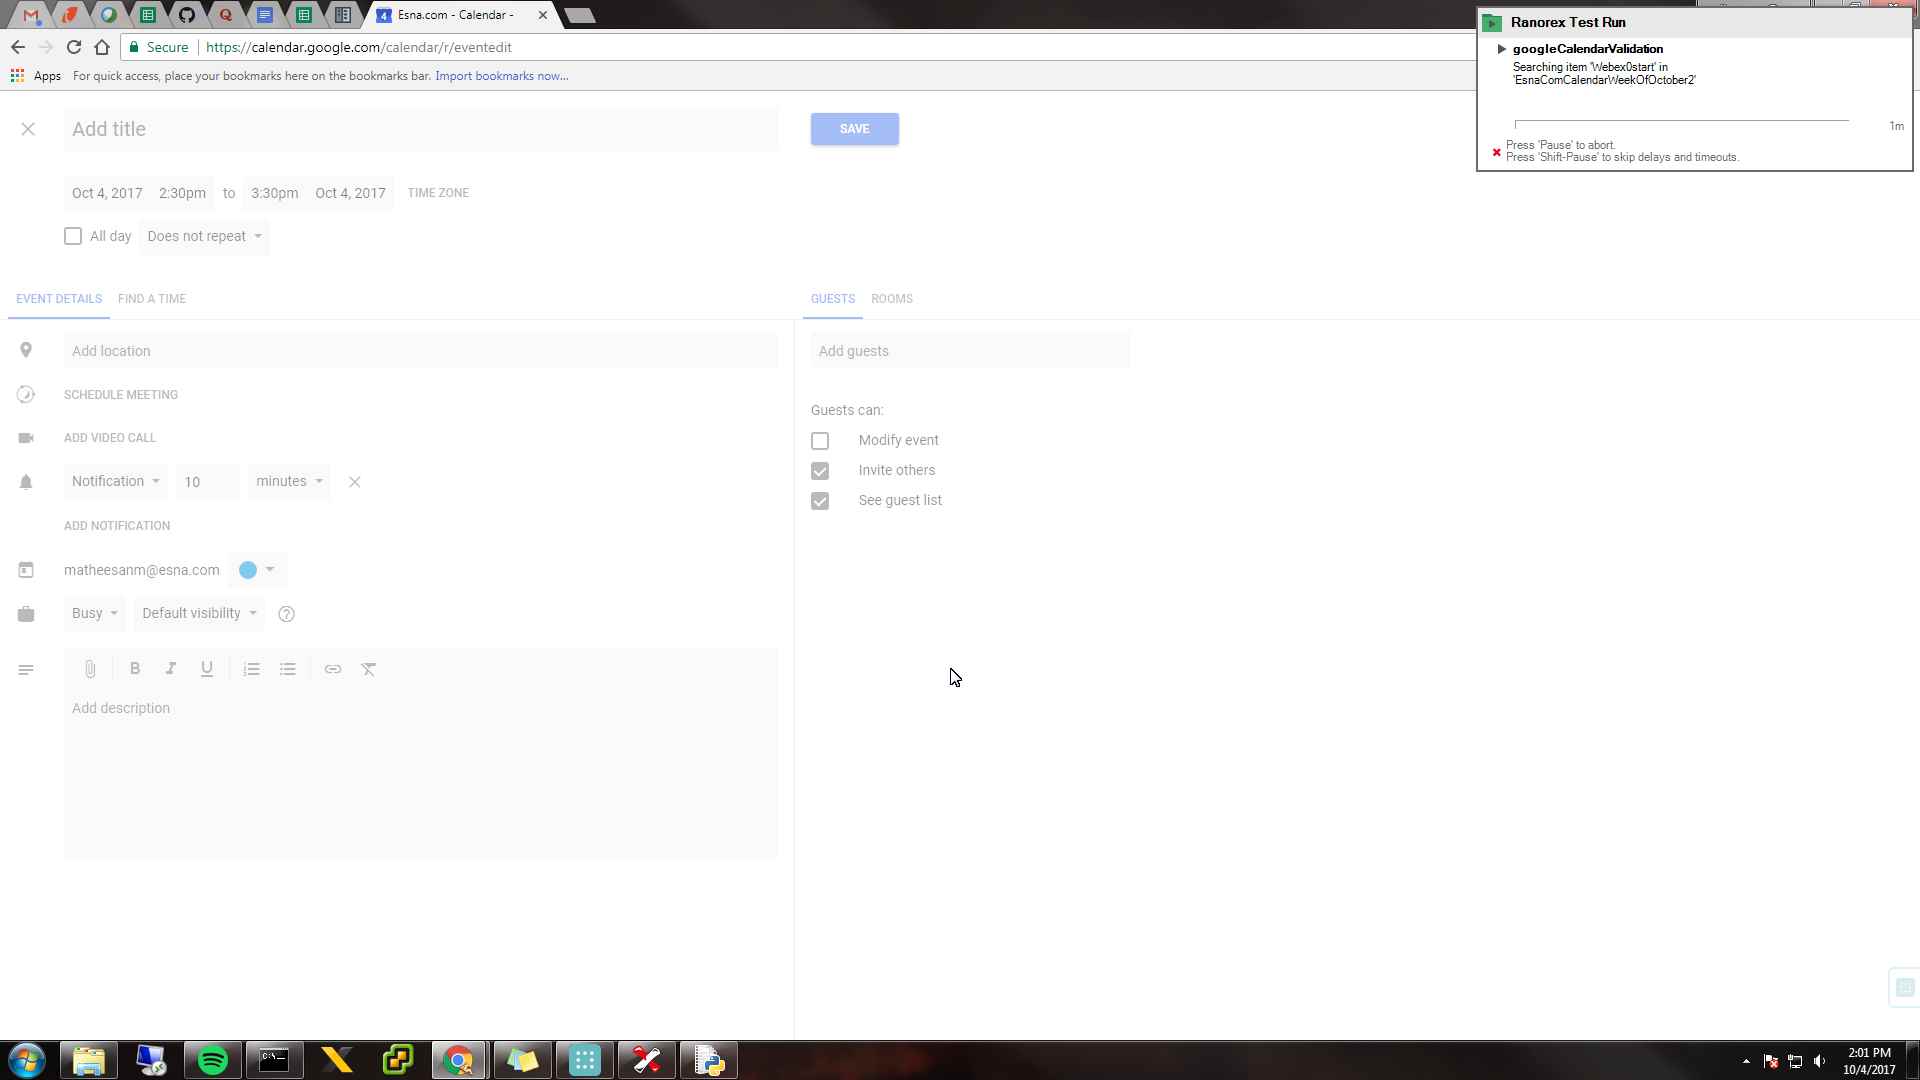 Esna.com - Calendar -
Secure
https://calendar.google.com/calendar/r/eventedit
Apps
For quick access, place your bookmarks here on the bookmarks bar. Import bookmarks now...
Ranorex Test Run
googleCalendarValidation
Searching item 'Webex0start' in
'EsnaComCalendarWeekOfOctober2'
1m
Press 'Pause' to abort.
Press 'Shift-Pause' to skip delays and timeouts.
Add title
SAVE
Oct 4, 2017 2:30pm to 3:30pm Oct 4, 2017 TIME ZONE
All day Does not repeat
EVENT DETAILS FIND A TIME
GUESTS ROOMS
Add location
SCHEDULE MEETING
ADD VIDEO CALL
Notification 10 minutes
ADD NOTIFICATION
matheesanm@esna.com
Busy Default visibility
B I U
Add description
Add guests
Guests can:
Modify event
Invite others
See guest list
2:01 PM
10/4/2017